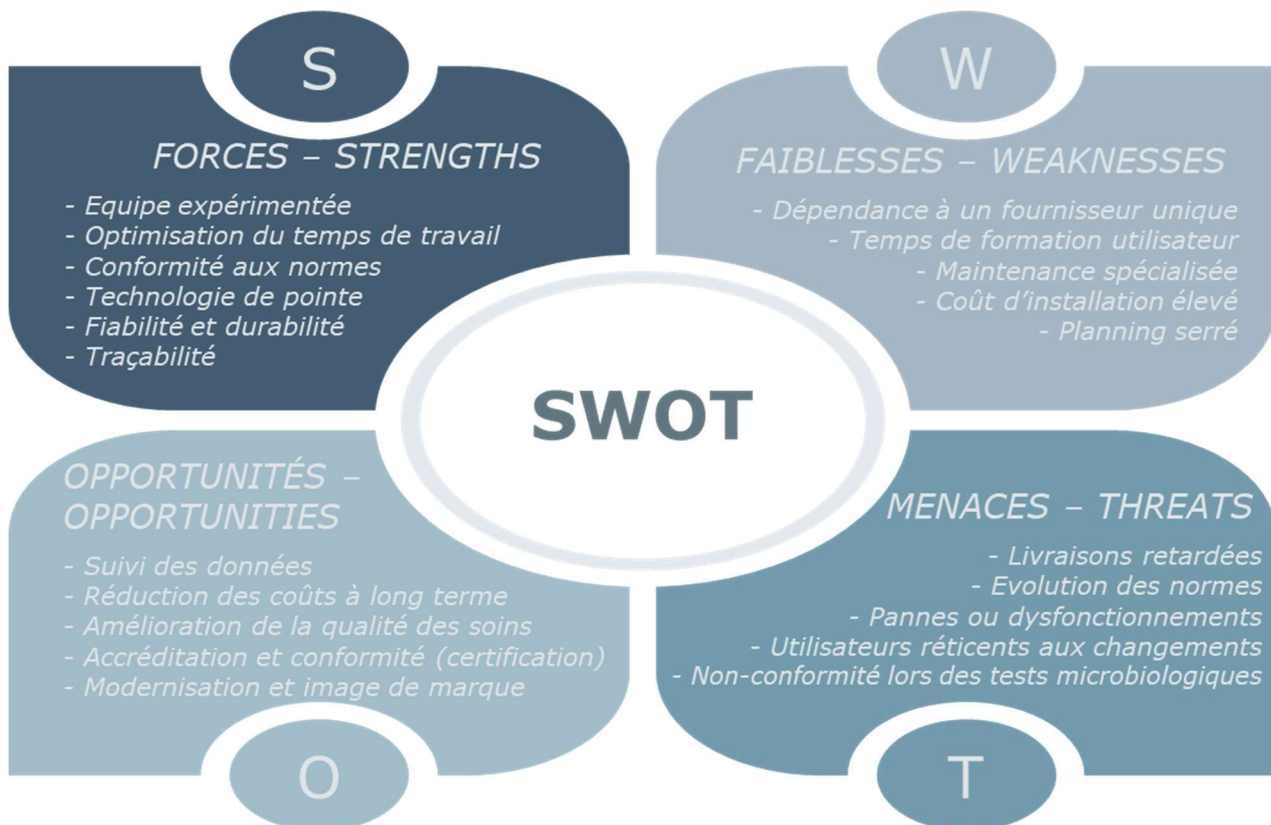 S
FORCES – STRENGTHS
- Equipe expérimentée
- Optimisation du temps de travail
- Conformité aux normes
- Technologie de pointe
- Fiabilité et durabilité
- Traçabilité
W
FAIBLESSES – WEAKNESSES
- Dépendance à un fournisseur unique
- Temps de formation utilisateur
- Maintenance spécialisée
- Coût d'installation élevé
- Planning serré
SWOT
OPPORTUNITÉS –
OPPORTUNITIES
- Suivi des données
- Réduction des coûts à long terme
- Amélioration de la qualité des soins
- Accréditation et conformité (certification)
- Modernisation et image de marque
O
MENACES – THREATS
- Livraisons retardées
- Evolution des normes
- Pannes ou dysfonctionnements
- Utilisateurs réticents aux changements
- Non-conformité lors des tests microbiologiques
T